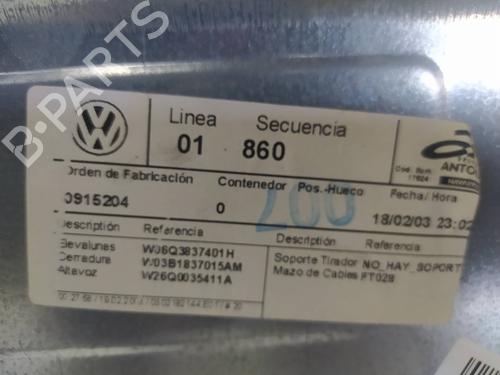 Linea Secuencia
01 860
Orden de Fabricación Contenedor Pos.-Hueco Fecha/ Hora
0915204 0 18/02/03 23:02
Descripción Referencia Descripción Referencia
Elevalunes W06Q3837401H
Cerradura W03B1837015AM
Altavoz W26Q0035411A
Soporte Tirador NO_HAY_SOPORT
Mazo de Cables FT028
200
B-PARTS